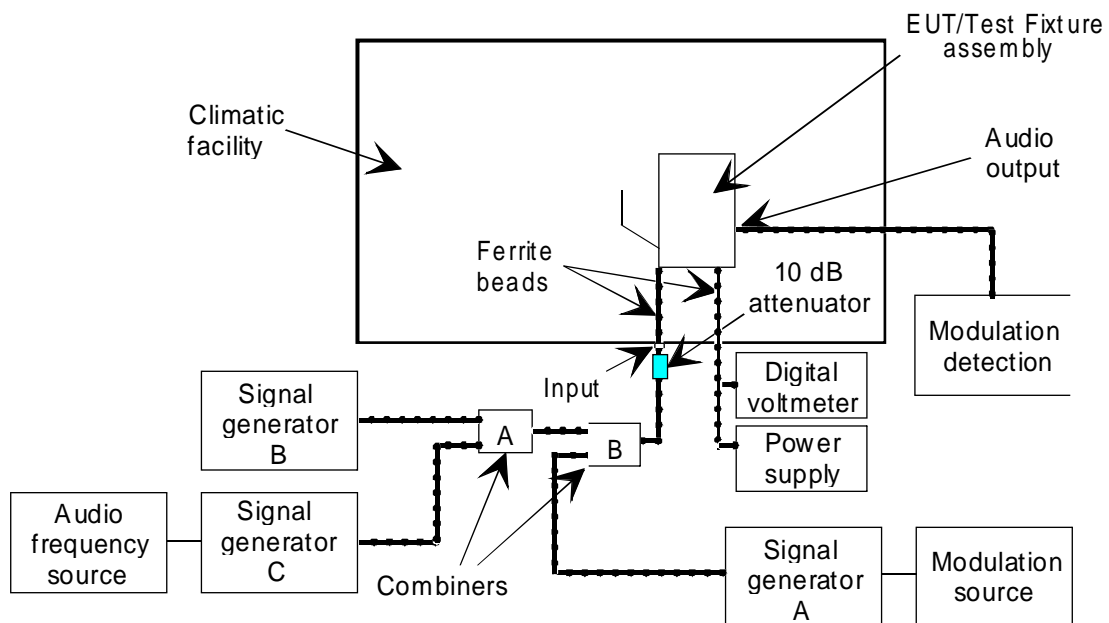 EUT/Test Fixture
assembly
Climatic
facility
Audio
output
Ferrite
beads
10 dB
attenuator
Modulation
detection
Input
Digital
voltmeter
Signal
generator
B
A
B
Power
supply
Audio
frequency
source
Signal
generator
C
Combiners
Signal
generator
A
Modulation
source